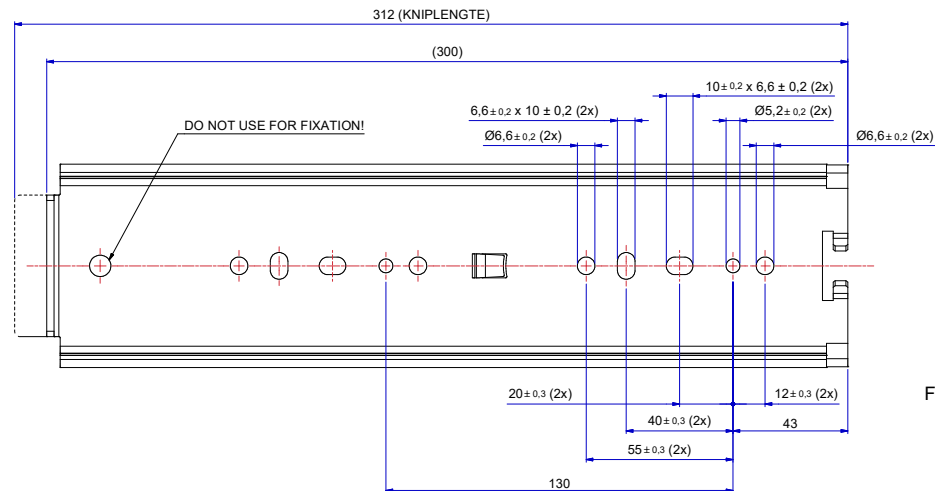 312 (KNIPLENGTE)
(300)
10±0,2 x 6,6 ± 0,2 (2x)
6,6±0,2 x 10 ± 0,2 (2x)
Ø5,2±0,2 (2x)
DO NOT USE FOR FIXATION!
Ø6,6±0,2 (2x)
Ø6,6±0,2 (2x)
20±0,3 (2x)
12±0,3 (2x)
F
40±0,3 (2x)
43
55±0,3 (2x)
130